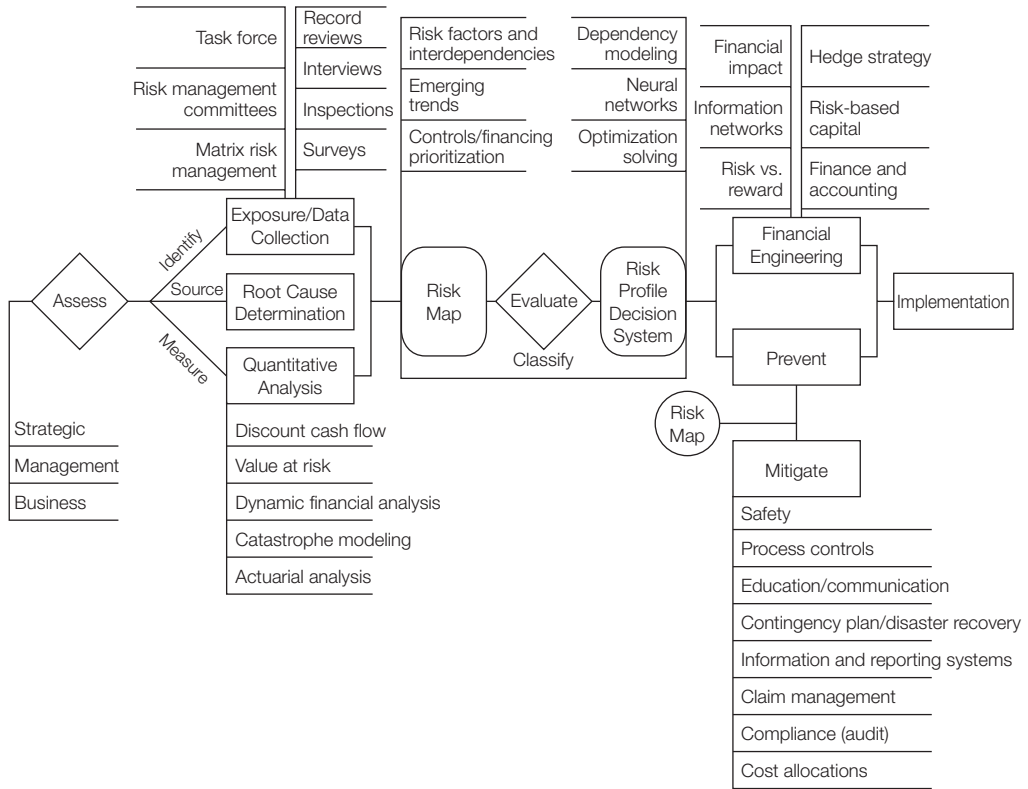 Task force
Risk management
committees
Matrix risk
management
Record
reviews
Interviews
Inspections
Surveys
Risk factors and
interdependencies
Emerging
trends
Controls/financing
prioritization
Dependency
modeling
Neural
networks
Optimization
solving
Financial
impact
Information
networks
Risk vs.
reward
Hedge strategy
Risk-based
capital
Finance and
accounting
Assess
Identify
Source
Measure
Exposure/Data
Collection
Root Cause
Determination
Quantitative
Analysis
Risk
Map
Evaluate
Classify
Risk
Profile
Decision
System
Financial
Engineering
Prevent
Implementation
Strategic
Management
Business
Discount cash flow
Value at risk
Dynamic financial analysis
Catastrophe modeling
Actuarial analysis
Risk
Map
Mitigate
Safety
Process controls
Education/communication
Contingency plan/disaster recovery
Information and reporting systems
Claim management
Compliance (audit)
Cost allocations